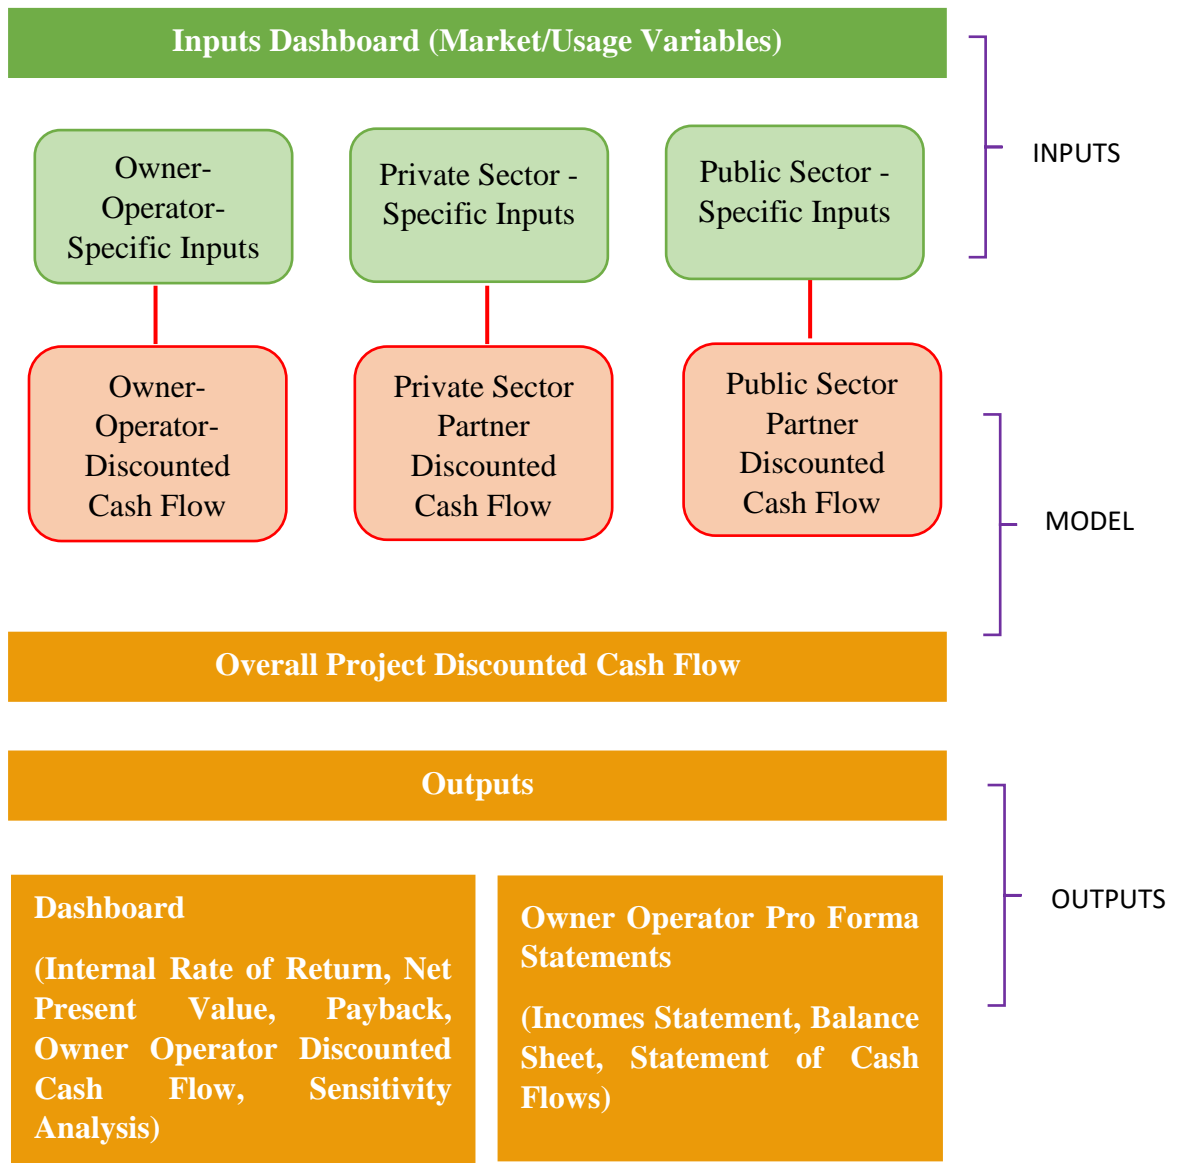 Inputs Dashboard (Market/Usage Variables)
Owner-
Operator-
Specific Inputs
Private Sector -
Specific Inputs
Public Sector -
Specific Inputs
INPUTS
Owner-
Operator-
Discounted
Cash Flow
Private Sector
Partner
Discounted
Cash Flow
Public Sector
Partner
Discounted
Cash Flow
MODEL
Overall Project Discounted Cash Flow
Outputs
Dashboard
(Internal Rate of Return, Net
Present Value, Payback,
Owner Operator Discounted
Cash Flow, Sensitivity
Analysis)
Owner Operator Pro Forma
Statements
(Incomes Statement, Balance
Sheet, Statement of Cash
Flows)
OUTPUTS